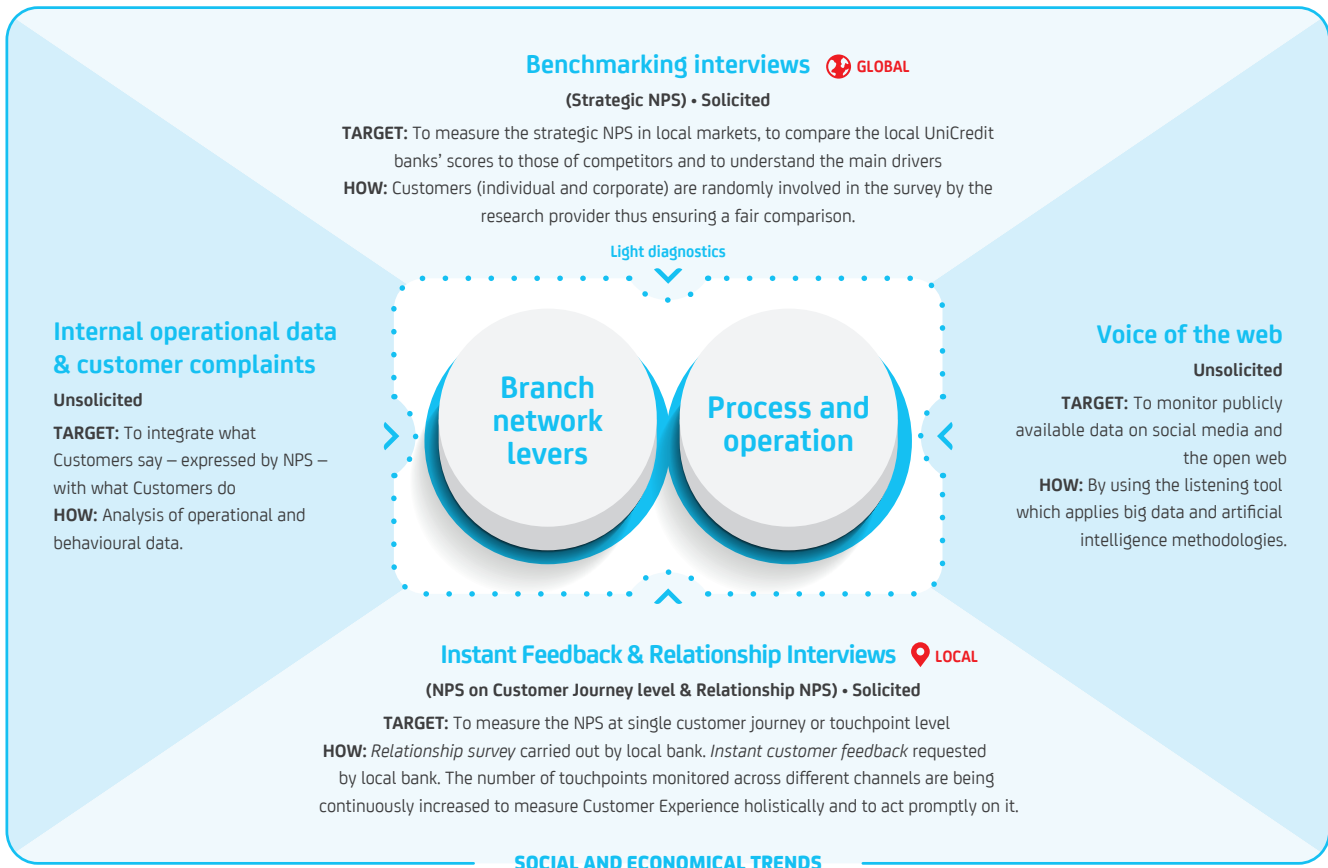 Benchmarking interviews GLOBAL
(Strategic NPS) • Solicited
TARGET: To measure the strategic NPS in local markets, to compare the local UniCredit
banks’ scores to those of competitors and to understand the main drivers
HOW: Customers (individual and corporate) are randomly involved in the survey by the
research provider thus ensuring a fair comparison.
Light diagnostics
Internal operational data
& customer complaints
Unsolicited
TARGET: To integrate what
Customers say – expressed by NPS –
with what Customers do
HOW: Analysis of operational and
behavioural data.
Branch
network
levers
Process and
operation
Voice of the web
Unsolicited
TARGET: To monitor publicly
available data on social media and
the open web
HOW: By using the listening tool
which applies big data and artificial
intelligence methodologies.
Instant Feedback & Relationship Interviews LOCAL
(NPS on Customer Journey level & Relationship NPS) • Solicited
TARGET: To measure the NPS at single customer journey or touchpoint level
HOW: Relationship survey carried out by local bank. Instant customer feedback requested
by local bank. The number of touchpoints monitored across different channels are being
continuously increased to measure Customer Experience holistically and to act promptly on it.
SOCIAL AND ECONOMICAL TRENDS